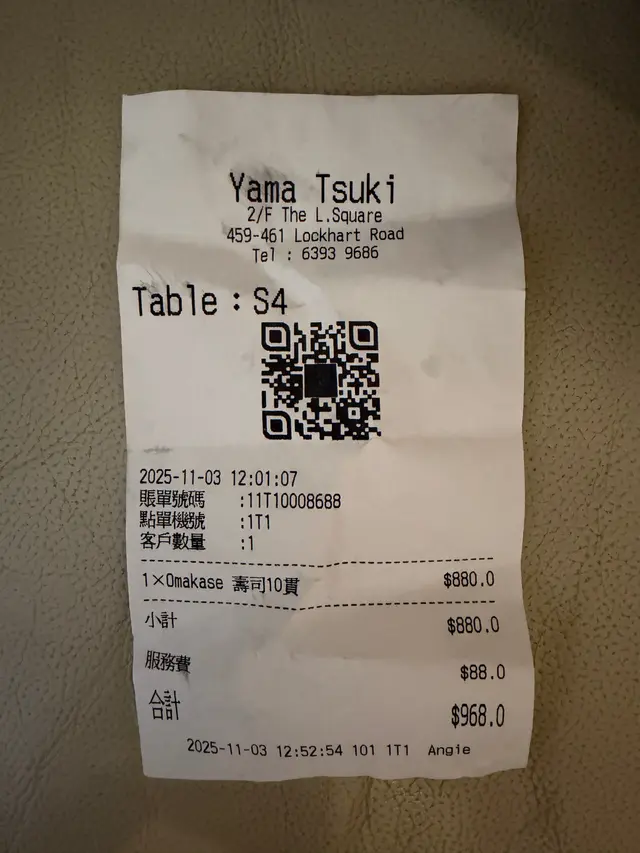 Yama Tsuki
2/F The L.Square
459-461 Lockhart Road
Tel : 6393 9686
Table : S4
2025-11-03 12:01:07
賬單號碼 :11T10008688
點單機號 :1T1
客戶數量 :1
1×Omakase 壽司10貫 $880.0
小計 $880.0
服務費 $88.0
合計 $968.0
2025-11-03 12:52:54 101 1T1 Angie